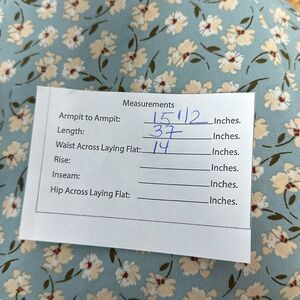 Measurements
Armpit to Armpit: 15 1/2 Inches.
Length: 37 Inches.
Waist Across Laying Flat: 14 Inches.
Rise: Inches.
Inseam: Inches.
Hip Across Laying Flat: Inches.